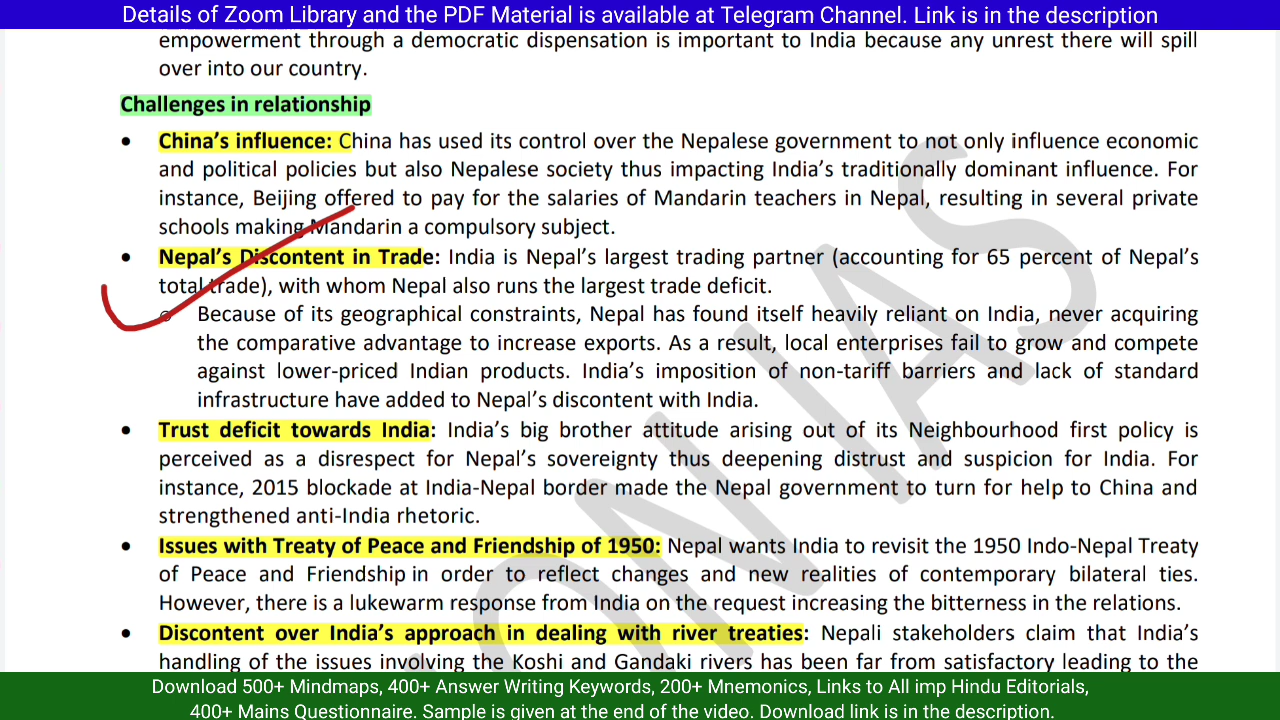 Details of Zoom Library and the PDF Material is available at Telegram Channel. Link is in the description
empowerment through a democratic dispensation is important to India because any unrest there will spill
over into our country.
Challenges in relationship
• China's influence: China has used its control over the Nepalese government to not only influence economic
and political policies but also Nepalese society thus impacting India's traditionally dominant influence. For
instance, Beijing offered to pay for the salaries of Mandarin teachers in Nepal, resulting in several private
schools making Mandarin a compulsory subject.
• Nepal's Discontent in Trade: India is Nepal's largest trading partner (accounting for 65 percent of Nepal's
total trade), with whom Nepal also runs the largest trade deficit.
o Because of its geographical constraints, Nepal has found itself heavily reliant on India, never acquiring
the comparative advantage to increase exports. As a result, local enterprises fail to grow and compete
against lower-priced Indian products. India's imposition of non-tariff barriers and lack of standard
infrastructure have added to Nepal's discontent with India.
• Trust deficit towards India: India's big brother attitude arising out of its Neighbourhood first policy is
perceived as a disrespect for Nepal's sovereignty thus deepening distrust and suspicion for India. For
instance, 2015 blockade at India-Nepal border made the Nepal government to turn for help to China and
strengthened anti-India rhetoric.
• Issues with Treaty of Peace and Friendship of 1950: Nepal wants India to revisit the 1950 Indo-Nepal Treaty
of Peace and Friendship in order to reflect changes and new realities of contemporary bilateral ties.
However, there is a lukewarm response from India on the request increasing the bitterness in the relations.
• Discontent over India's approach in dealing with river treaties: Nepali stakeholders claim that India's
handling of the issues involving the Koshi and Gandaki rivers has been far from satisfactory leading to the
Download 500+ Mindmaps, 400+ Answer Writing Keywords, 200+ Mnemonics, Links to All imp Hindu Editorials,
400+ Mains Questionnaire. Sample is given at the end of the video. Download link is in the description.
ON IAS